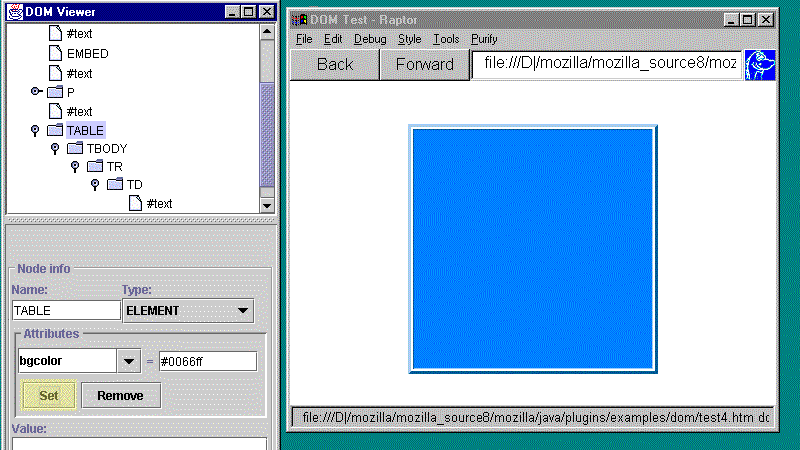 DOM Viewer
#text
EMBED
#text
P
#text
TABLE
TBODY
TR
TD
#text
Node info
Name:
Type:
TABLE
ELEMENT
Attributes
bgcolor
=
#0066ff
Set
Remove
Value:
DOM Test - Raptor
File Edit Debug Style Tools Purify
Back
Forward
file:///D|/mozilla/mozilla_source8/moz
file:///D|/mozilla/mozilla_source8/mozilla/java/plugins/examples/dom/test4.htm do